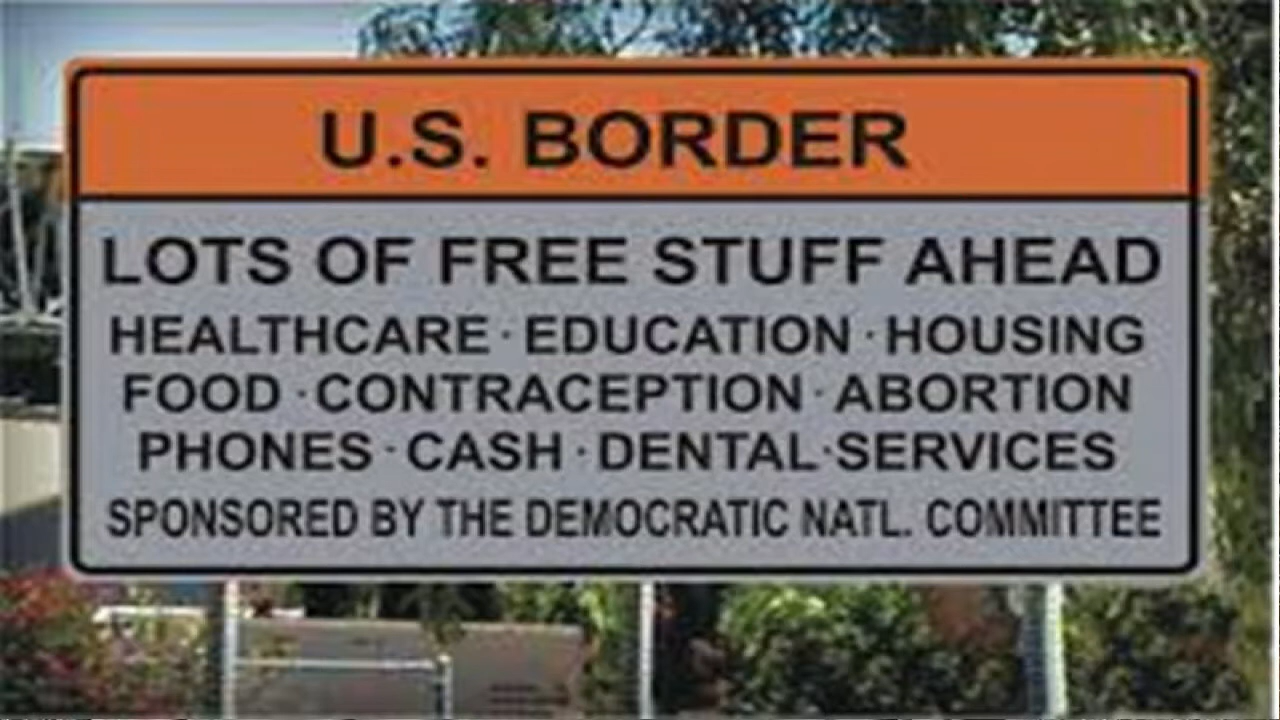 U.S. BORDER
LOTS OF FREE STUFF AHEAD
HEALTHCARE · EDUCATION · HOUSING
FOOD · CONTRACEPTION · ABORTION
PHONES · CASH · DENTAL · SERVICES
SPONSORED BY THE DEMOCRATIC NATL. COMMITTEE